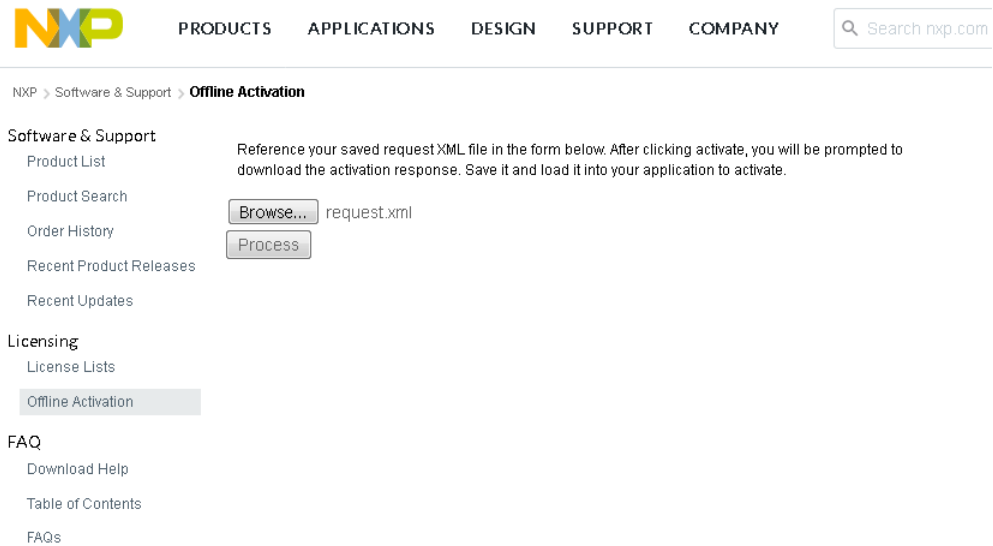 NXP PRODUCTS APPLICATIONS DESIGN SUPPORT COMPANY Search nxp.com
NXP > Software & Support > Offline Activation
Software & Support
Product List
Product Search
Order History
Recent Product Releases
Recent Updates
Licensing
License Lists
Offline Activation
FAQ
Download Help
Table of Contents
FAQs
Reference your saved request XML file in the form below. After clicking activate, you will be prompted to
download the activation response. Save it and load it into your application to activate.
Browse... request.xml
Process